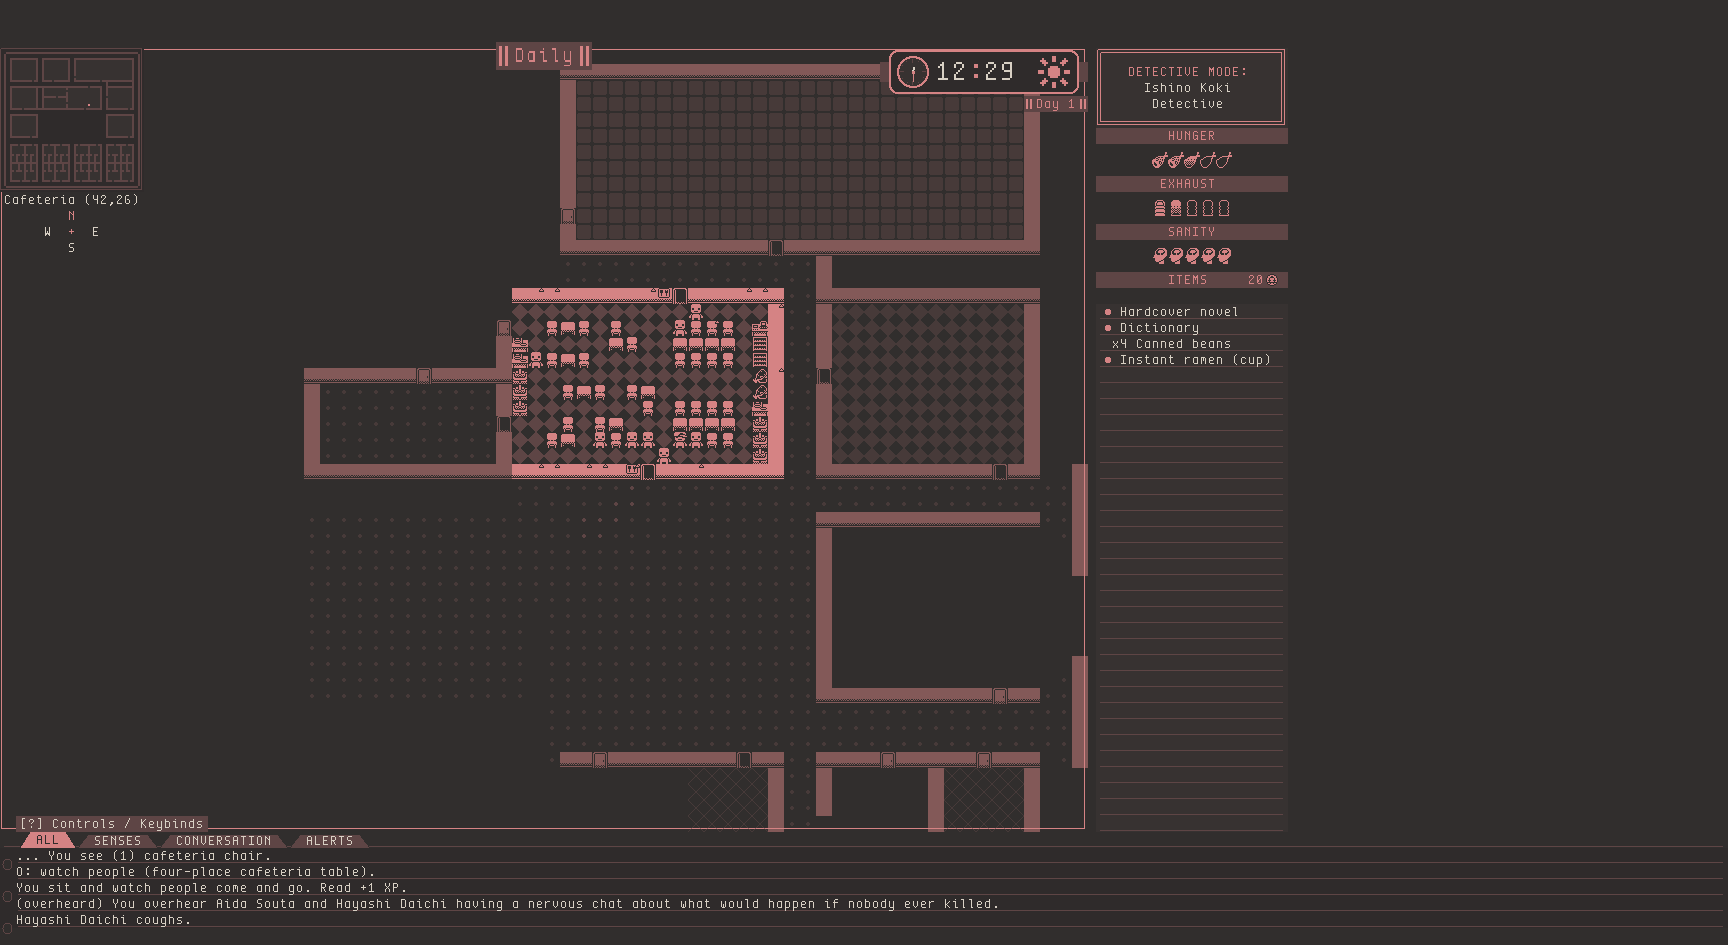 Daily
12:29
Day 1
DETECTIVE MODE:
Ishino Koki
Detective
HUNGER
EXHAUST
SANITY
ITEMS 20
Hardcover novel
Dictionary
x4 Canned beans
Instant ramen (cup)
Cafeteria (42,26)
N
W + E
S
[?] Controls / Keybinds
ALL SENSES CONVERSATION ALERTS
... You see (1) cafeteria chair.
O: watch people (four-place cafeteria table).
You sit and watch people come and go. Read +1 XP.
(overheard) You overhear Aida Souta and Hayashi Daichi having a nervous chat about what would happen if nobody ever killed.
Hayashi Daichi coughs.